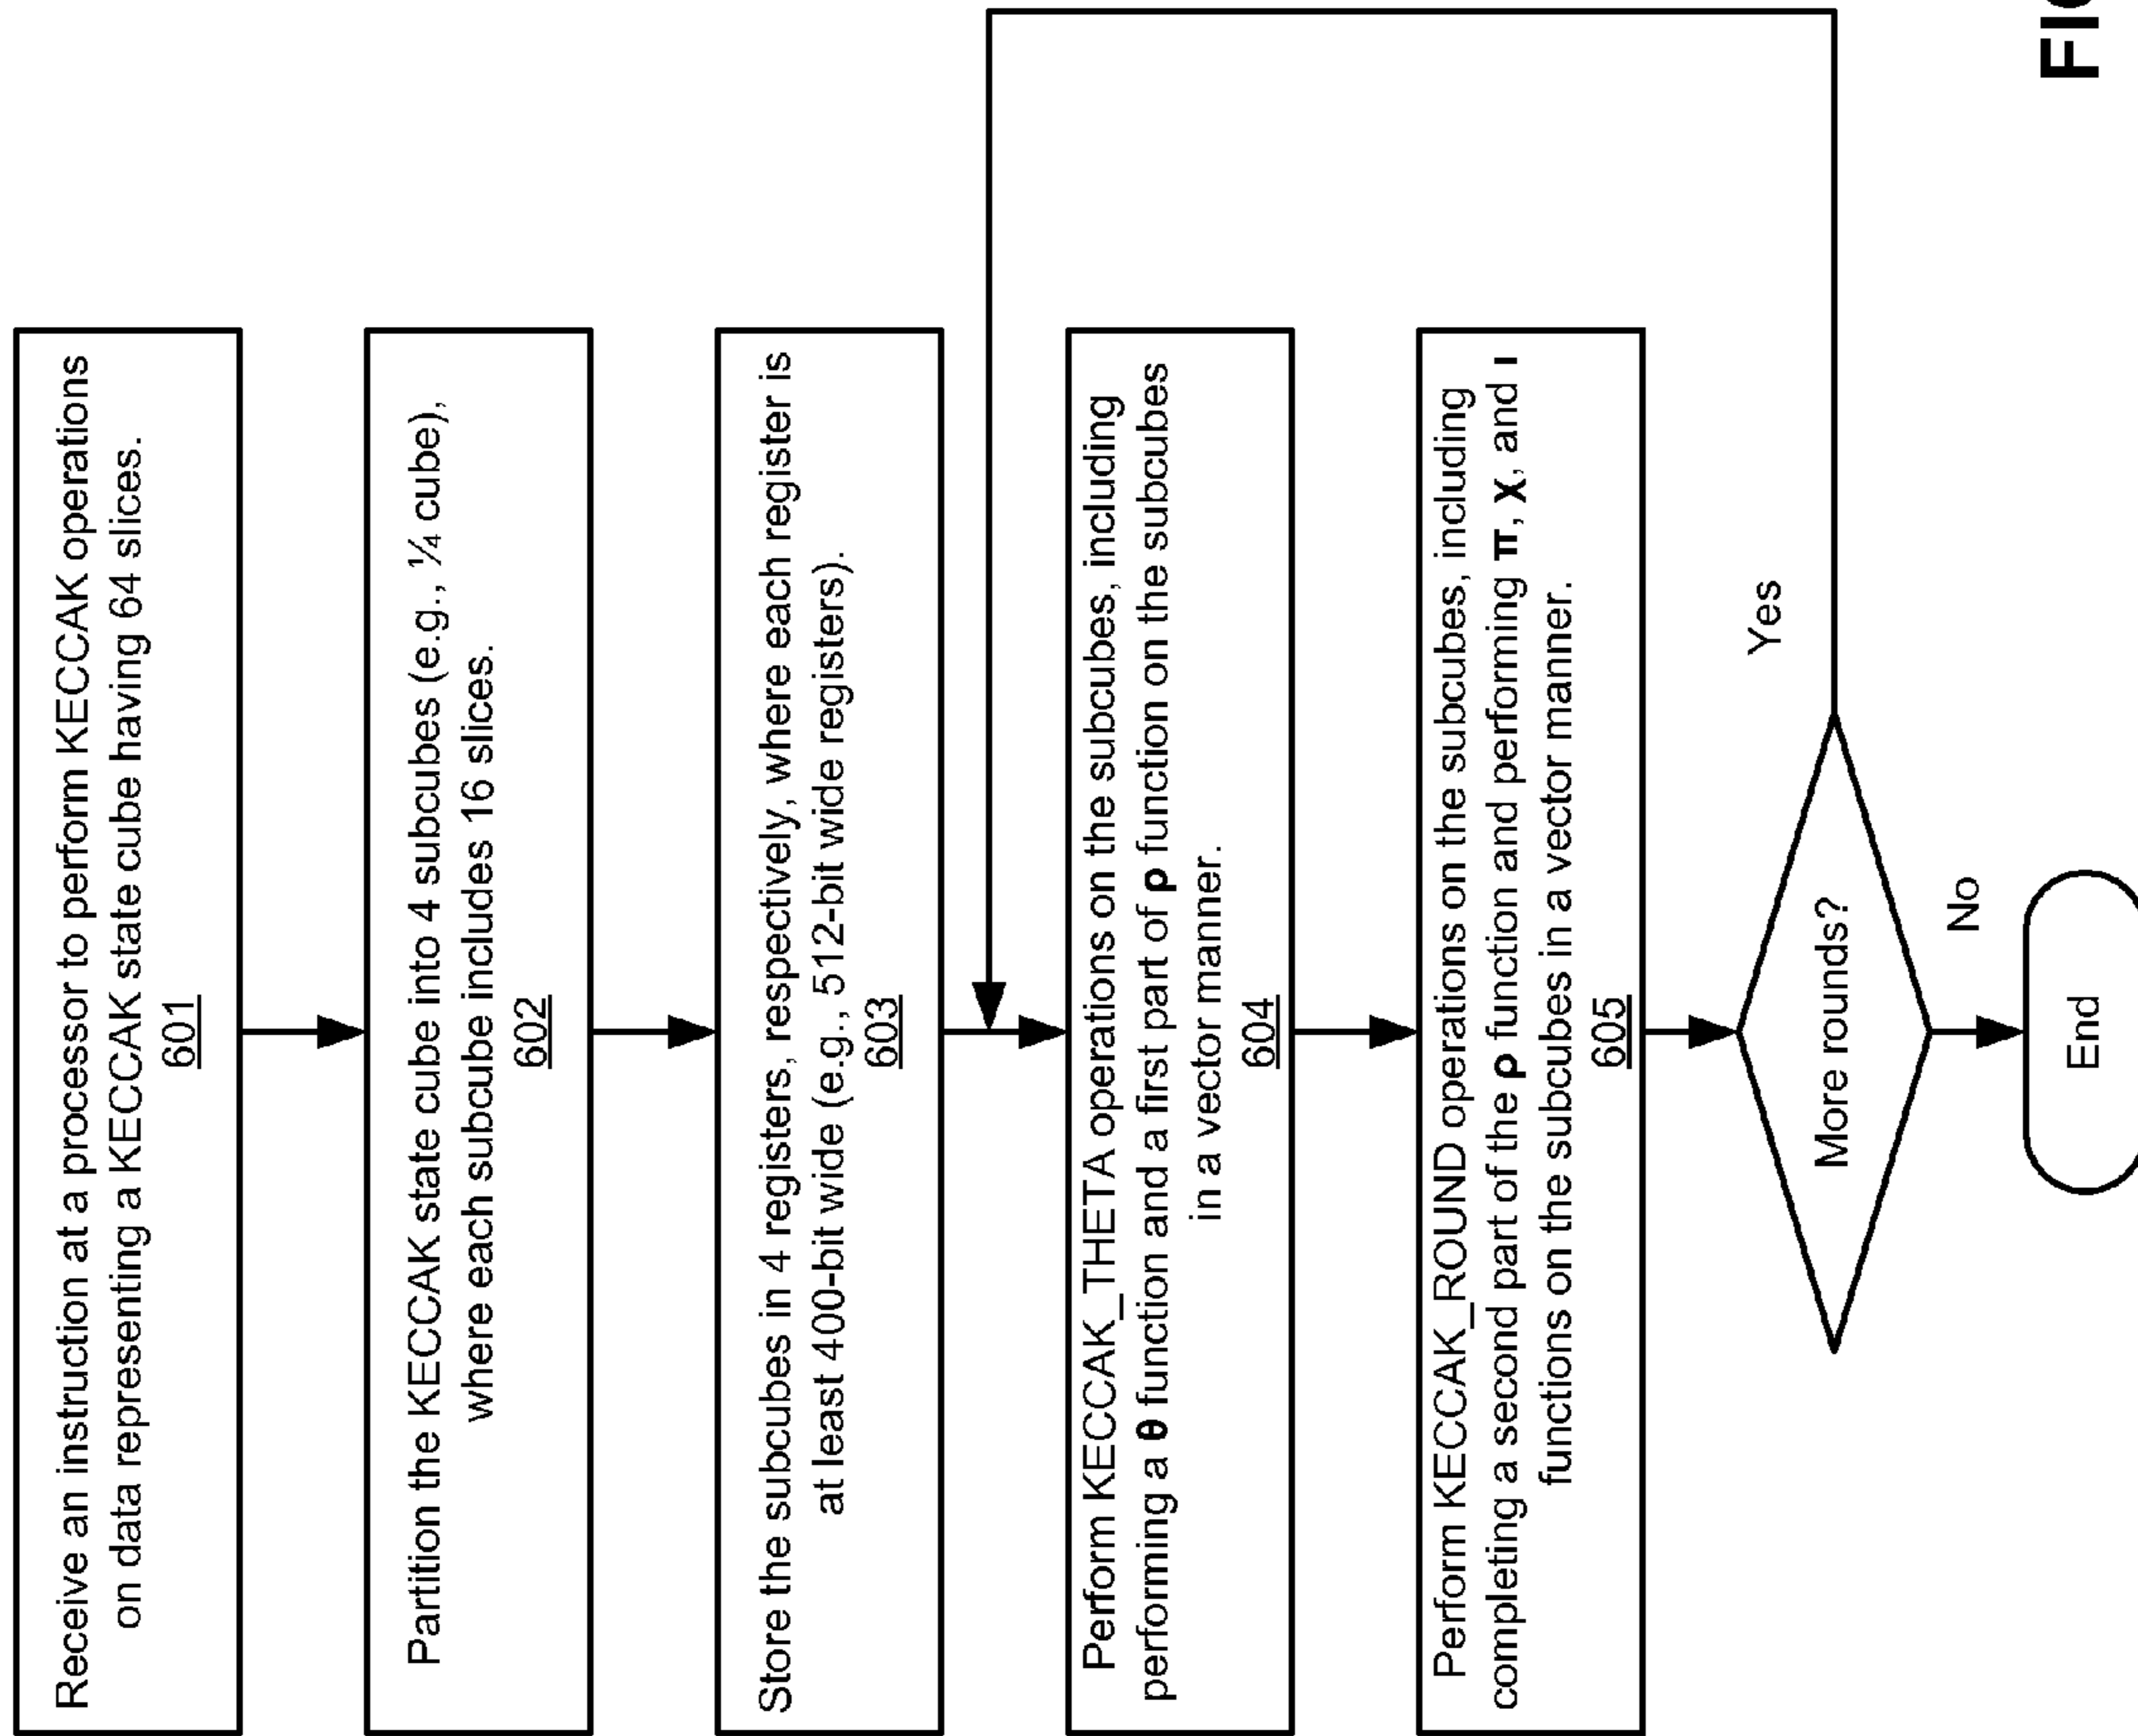 Receive an instruction at a processor to perform KECCAK operations
on data representing a KECCAK state cube having 64 slices.
601
Partition the KECCAK state cube into 4 subcubes (e.g., ¼ cube),
where each subcube includes 16 slices.
602
Store the subcubes in 4 registers, respectively, where each register is
at least 400-bit wide (e.g., 512-bit wide registers).
603
Perform KECCAK_THETA operations on the subcubes, including
performing a θ function and a first part of ρ function on the subcubes
in a vector manner.
604
Perform KECCAK_ROUND operations on the subcubes, including
completing a second part of the ρ function and performing π, χ, and ι
functions on the subcubes in a vector manner.
605
More rounds?
Yes
No
End